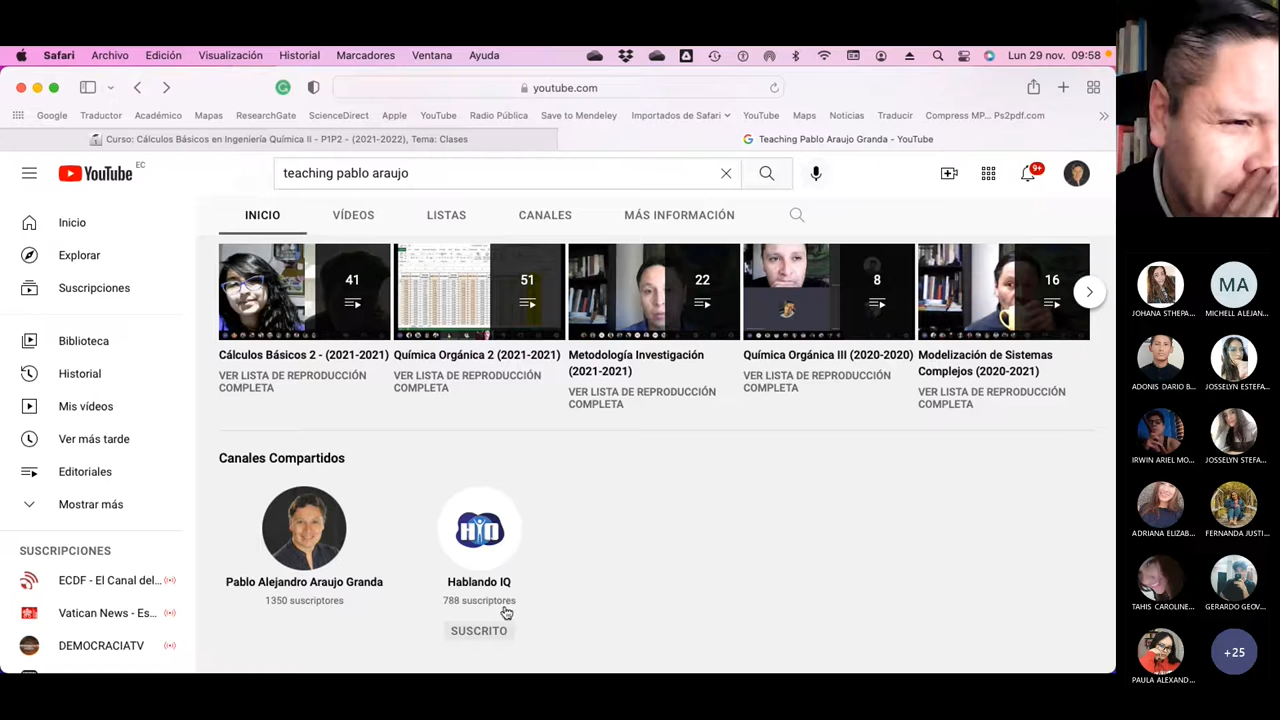 Safari Archivo Edición Visualización Historial Marcadores Ventana Ayuda Lun 29 nov. 09:58
youtube.com
Google Traductor Académico Mapas ResearchGate ScienceDirect Apple YouTube Radio Pública Save to Mendeley Importados de Safari YouTube Maps Noticias Traducir Compress MP... Ps2pdf.com
Curso: Cálculos Básicos en Ingeniería Química II - P1P2 - (2021-2022), Tema: Clases
Teaching Pablo Araujo Granda - YouTube
YouTube EC
teaching pablo araujo
9+
INICIO VÍDEOS LISTAS CANALES MÁS INFORMACIÓN
Inicio
Explorar
Suscripciones
Biblioteca
Historial
Mis vídeos
Ver más tarde
Editoriales
Mostrar más
SUSCRIPCIONES
ECDF - El Canal del...
Vatican News - Es...
DEMOCRACIATV
41
Cálculos Básicos 2 - (2021-2021)
VER LISTA DE REPRODUCCIÓN
COMPLETA
51
Química Orgánica 2 (2021-2021)
VER LISTA DE REPRODUCCIÓN
COMPLETA
22
Metodología Investigación
(2021-2021)
VER LISTA DE REPRODUCCIÓN
COMPLETA
8
Química Orgánica III (2020-2020)
VER LISTA DE REPRODUCCIÓN
COMPLETA
16
Modelización de Sistemas
Complejos (2020-2021)
VER LISTA DE REPRODUCCIÓN
COMPLETA
Canales Compartidos
Pablo Alejandro Araujo Granda
1350 suscriptores
HIQ
Hablando IQ
788 suscriptores
SUSCRITO
MA
JOHANA STHEPA...
MICHELL ALEJAN...
ADONIS DARIO B...
JOSSELYN ESTEFA...
IRWIN ARIEL MO...
JOSSELYN STEFA...
ADRIANA ELIZAB...
FERNANDA JUSTI...
TAHIS CAROLINE...
GERARDO GEOV...
PAULA ALEXAND...
+25